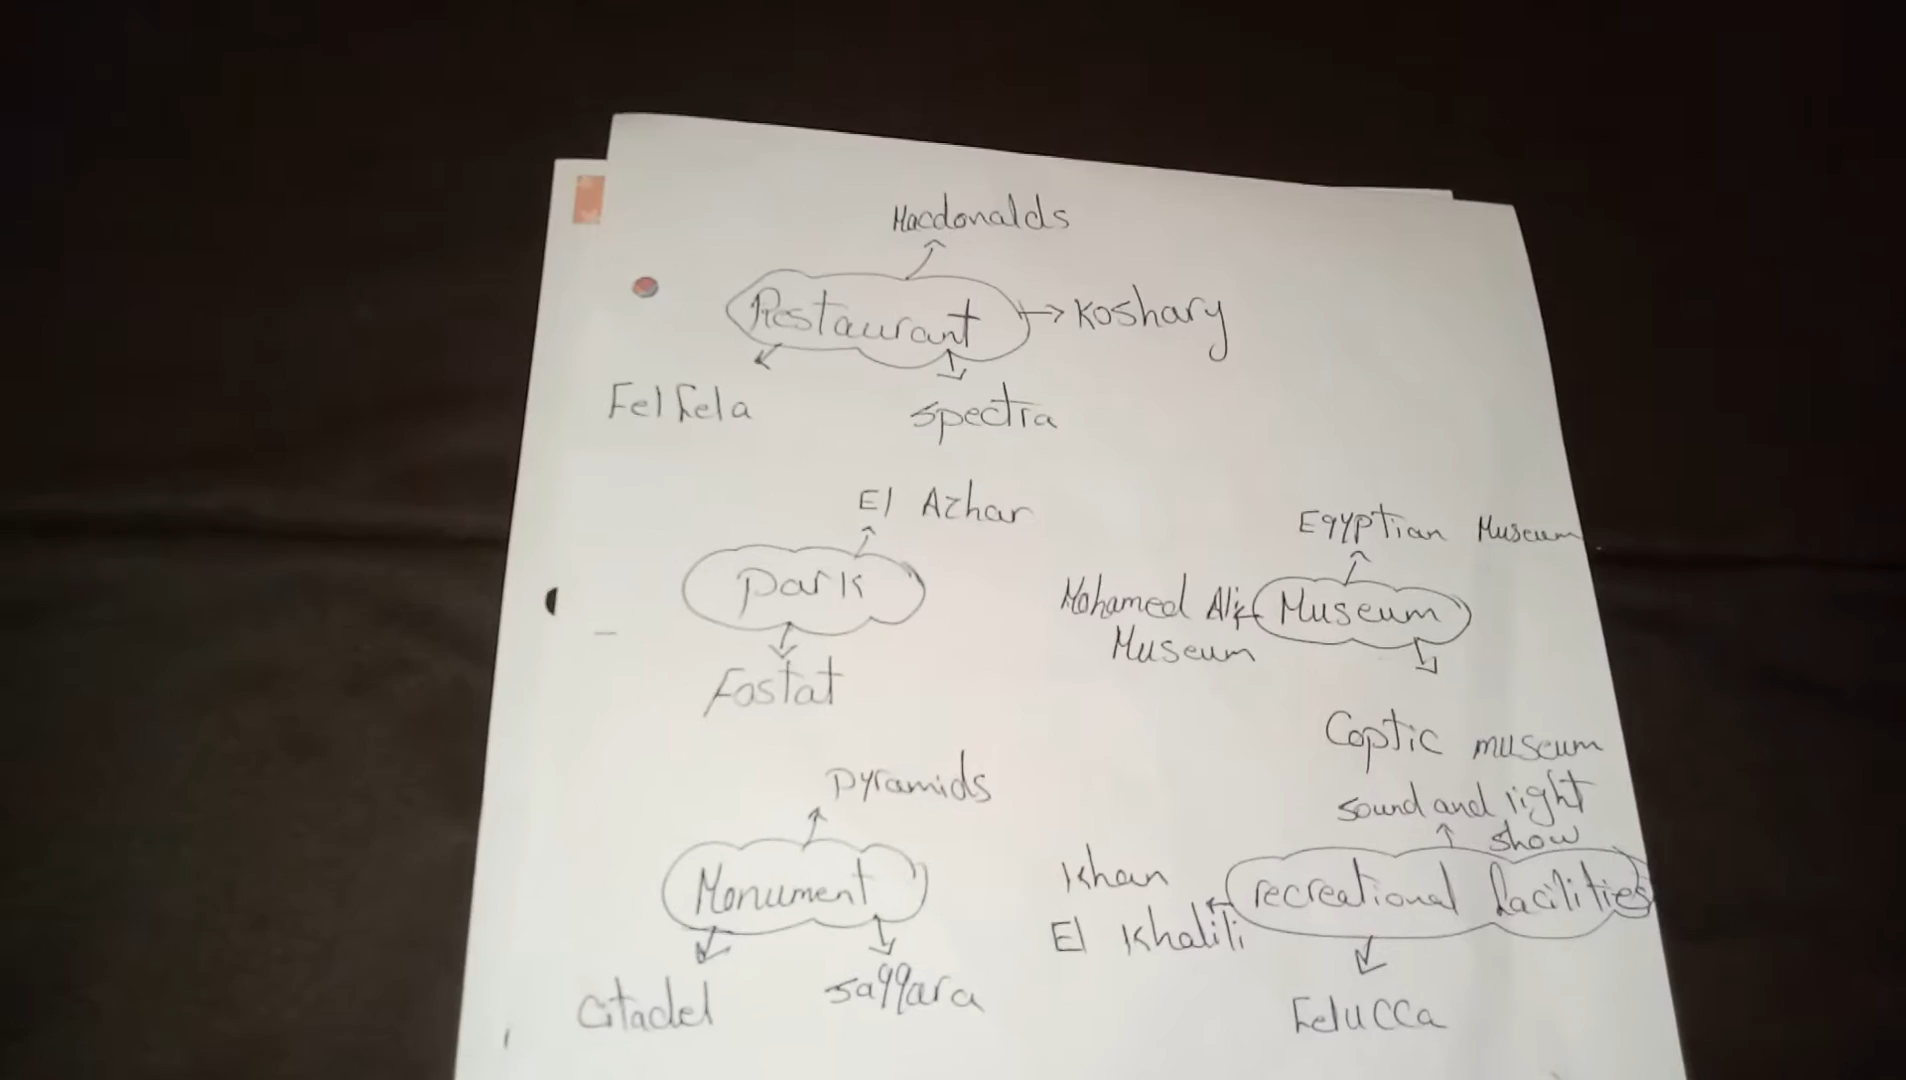 Macdonalds
Restaurant
Koshary
Felfela
spectra
El Azhar
park
Fostat
Egyptian Museum
Mohamed Ali
Museum
Museum
Coptic museum
pyramids
Monument
Citadel
saqqara
sound and light
show
Khan
El Khalili
recreational facilities
Felucca